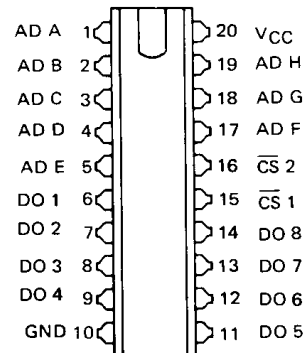 AD A 1 20 VCC
AD B 2 19 AD H
AD C 3 18 AD G
AD D 4 17 AD F
AD E 5 16 C̅S̅ 2
DO 1 6 15 C̅S̅ 1
DO 2 7 14 DO 8
DO 3 8 13 DO 7
DO 4 9 12 DO 6
GND 10 11 DO 5